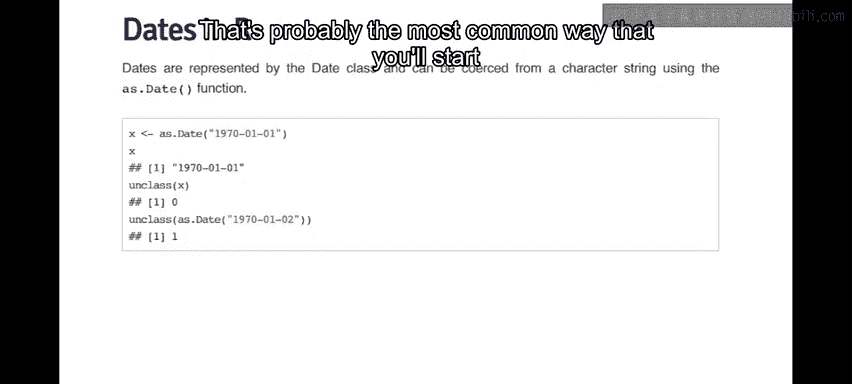 Dates
That's probably the most common way that
you'll start
Dates are represented by the Date class and can be coerced from a character string using the
as.Date() function.
x <- as.Date("1970-01-01")
x
## [1] "1970-01-01"
unclass(x)
## [1] 0
unclass(as.Date("1970-01-02"))
## [1] 1